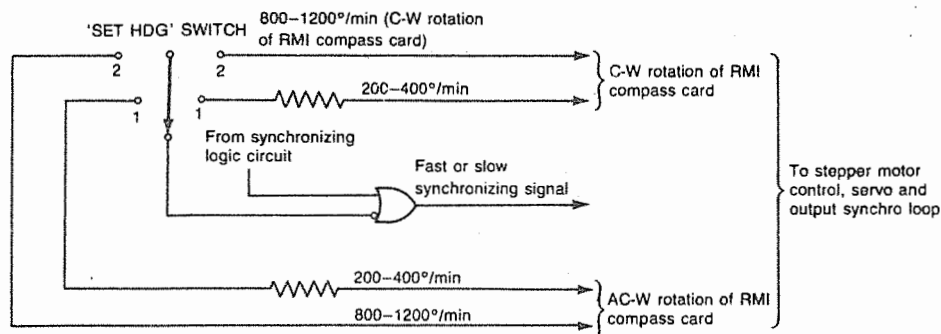 'SET HDG' SWITCH
800–1200°/min (C-W rotation
of RMI compass card)
2
2
1
1
200–400°/min
C-W rotation of RMI
compass card
From synchronizing
logic circuit
Fast or slow
synchronizing signal
To stepper motor
control, servo and
output synchro loop
200–400°/min
800–1200°/min
AC-W rotation of RMI
compass card